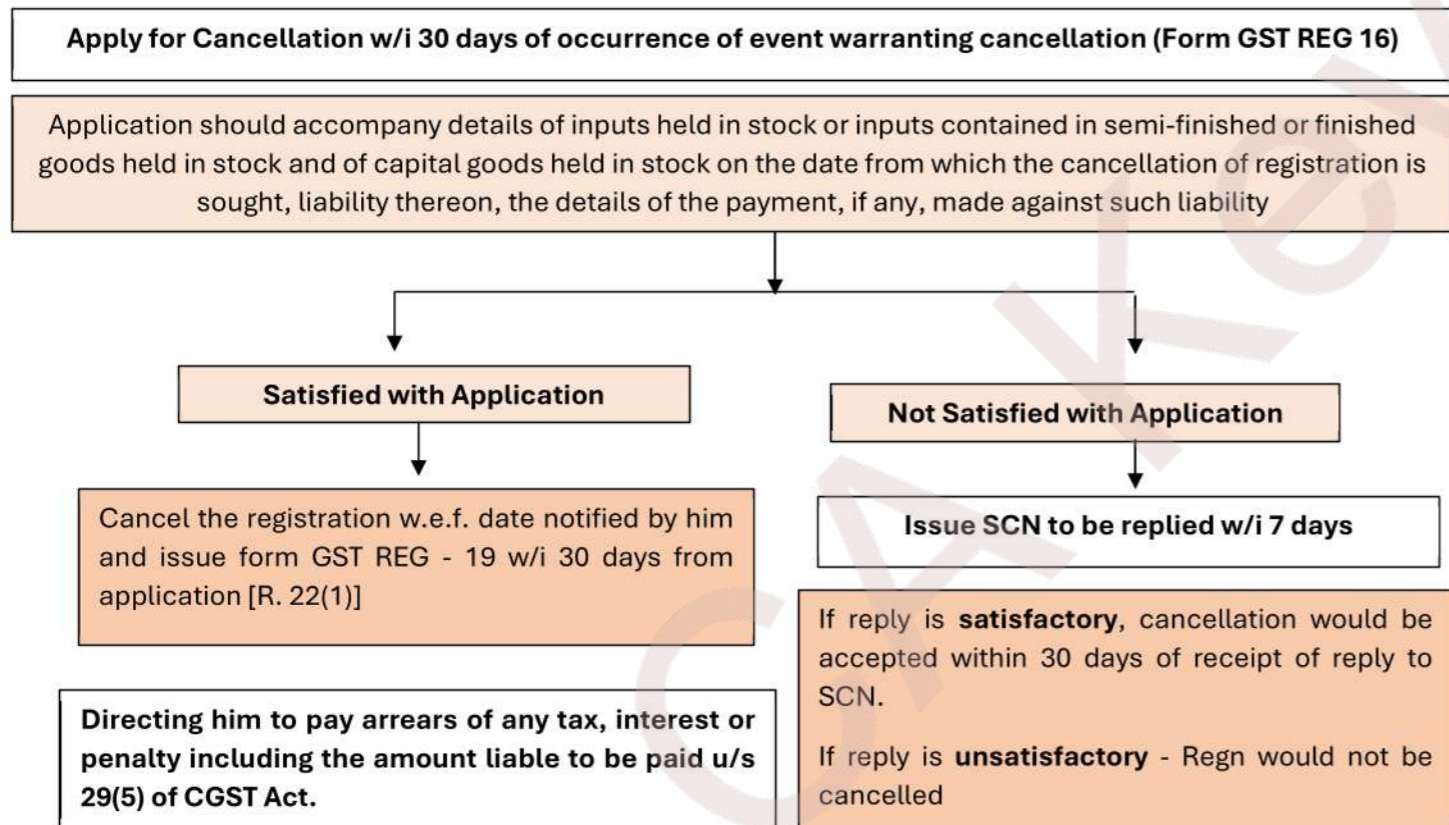 Apply for Cancellation w/i 30 days of occurrence of event warranting cancellation (Form GST REG 16)
Application should accompany details of inputs held in stock or inputs contained in semi-finished or finished
goods held in stock and of capital goods held in stock on the date from which the cancellation of registration is
sought, liability thereon, the details of the payment, if any, made against such liability
Satisfied with Application
Cancel the registration w.e.f. date notified by him
and issue form GST REG - 19 w/i 30 days from
application [R. 22(1)]
Directing him to pay arrears of any tax, interest or
penalty including the amount liable to be paid u/s
29(5) of CGST Act.
Not Satisfied with Application
Issue SCN to be replied w/i 7 days
If reply is satisfactory, cancellation would be
accepted within 30 days of receipt of reply to
SCN.
If reply is unsatisfactory - Regn would not be
cancelled
CA Key